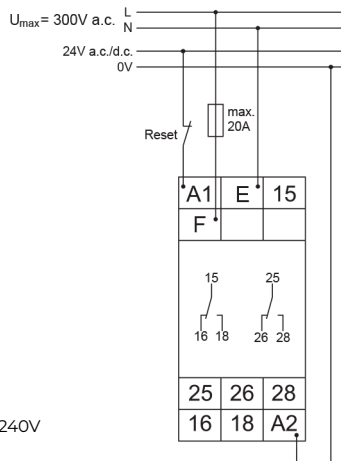 Umax= 300V a.c. L
N
24V a.c./d.c.
0V
max.
20A
Reset
A1 E 15
F
15 25
16 18 26 28
25 26 28
16 18 A2
240V